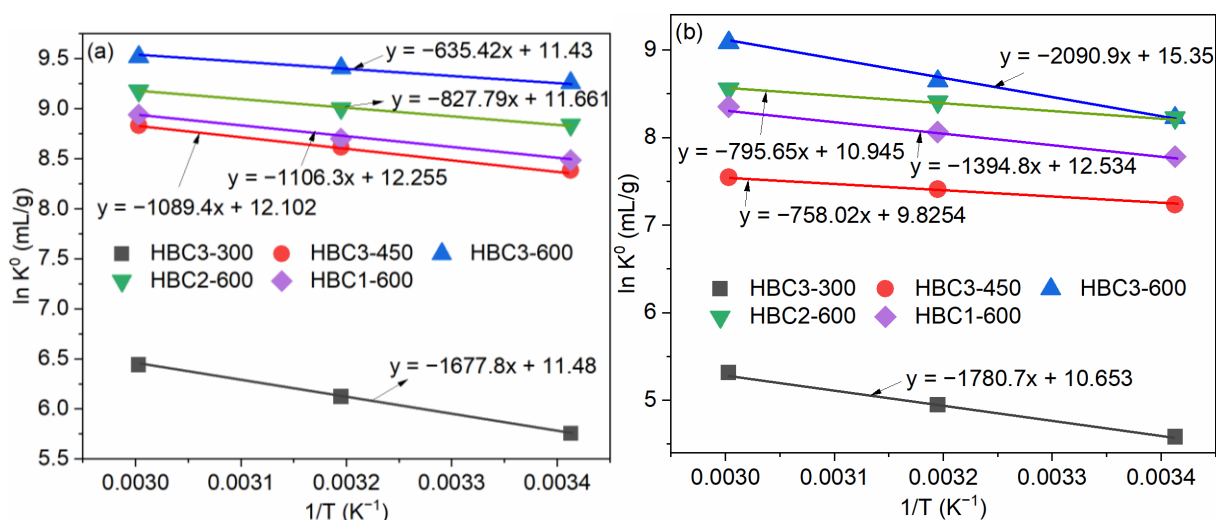 (a)
y = −635.42x + 11.43
y = −827.79x + 11.661
y = −1106.3x + 12.255
y = −1089.4x + 12.102
HBC3-300 HBC3-450 HBC3-600
HBC2-600 HBC1-600
y = −1677.8x + 11.48
9.5
9.0
8.5
8.0
7.5
7.0
6.5
6.0
5.5
ln K⁰ (mL/g)
0.0030 0.0031 0.0032 0.0033 0.0034
1/T (K⁻¹)
(b)
y = −2090.9x + 15.35
y = −795.65x + 10.945
y = −1394.8x + 12.534
y = −758.02x + 9.8254
HBC3-300 HBC3-450 HBC3-600
HBC2-600 HBC1-600
y = −1780.7x + 10.653
9
8
7
6
5
ln K⁰ (mL/g)
0.0030 0.0031 0.0032 0.0033 0.0034
1/T (K⁻¹)